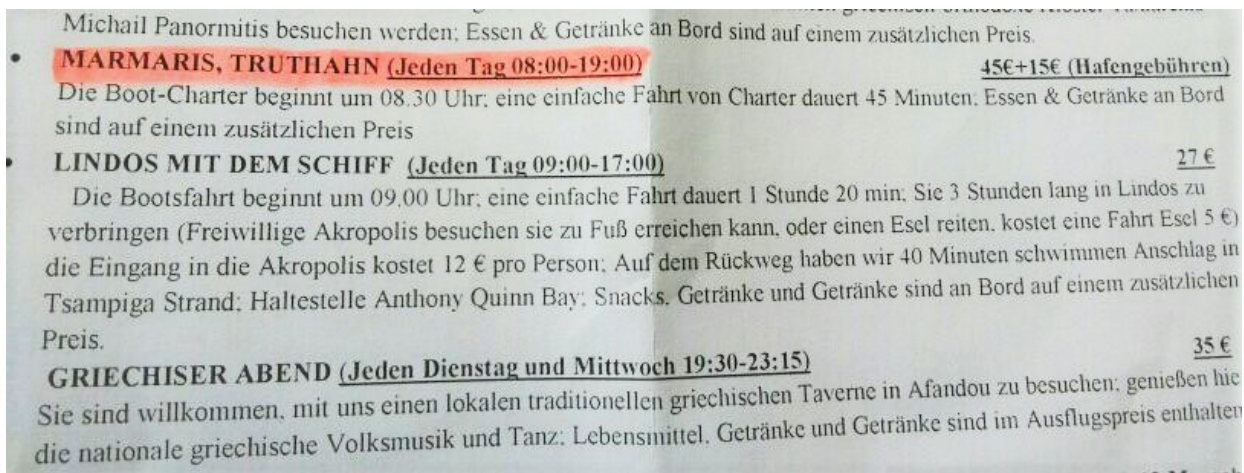 Michail Panormitis besuchen werden; Essen & Getränke an Bord sind auf einem zusätzlichen Preis.
• MARMARIS, TRUTHAHN (Jeden Tag 08:00-19:00) 45€+15€ (Hafengebühren)
Die Boot-Charter beginnt um 08.30 Uhr; eine einfache Fahrt von Charter dauert 45 Minuten; Essen & Getränke an Bord
sind auf einem zusätzlichen Preis
• LINDOS MIT DEM SCHIFF (Jeden Tag 09:00-17:00) 27 €
Die Bootsfahrt beginnt um 09.00 Uhr; eine einfache Fahrt dauert 1 Stunde 20 min; Sie 3 Stunden lang in Lindos zu
verbringen (Freiwillige Akropolis besuchen sie zu Fuß erreichen kann, oder einen Esel reiten, kostet eine Fahrt Esel 5 €)
die Eingang in die Akropolis kostet 12 € pro Person; Auf dem Rückweg haben wir 40 Minuten schwimmen Anschlag in
Tsampiga Strand; Haltestelle Anthony Quinn Bay; Snacks, Getränke und Getränke sind an Bord auf einem zusätzlichen
Preis.
GRIECHISER ABEND (Jeden Dienstag und Mittwoch 19:30-23:15) 35 €
Sie sind willkommen, mit uns einen lokalen traditionellen griechischen Taverne in Afandou zu besuchen; genießen hie
die nationale griechische Volksmusik und Tanz; Lebensmittel, Getränke und Getränke sind im Ausflugspreis enthalten